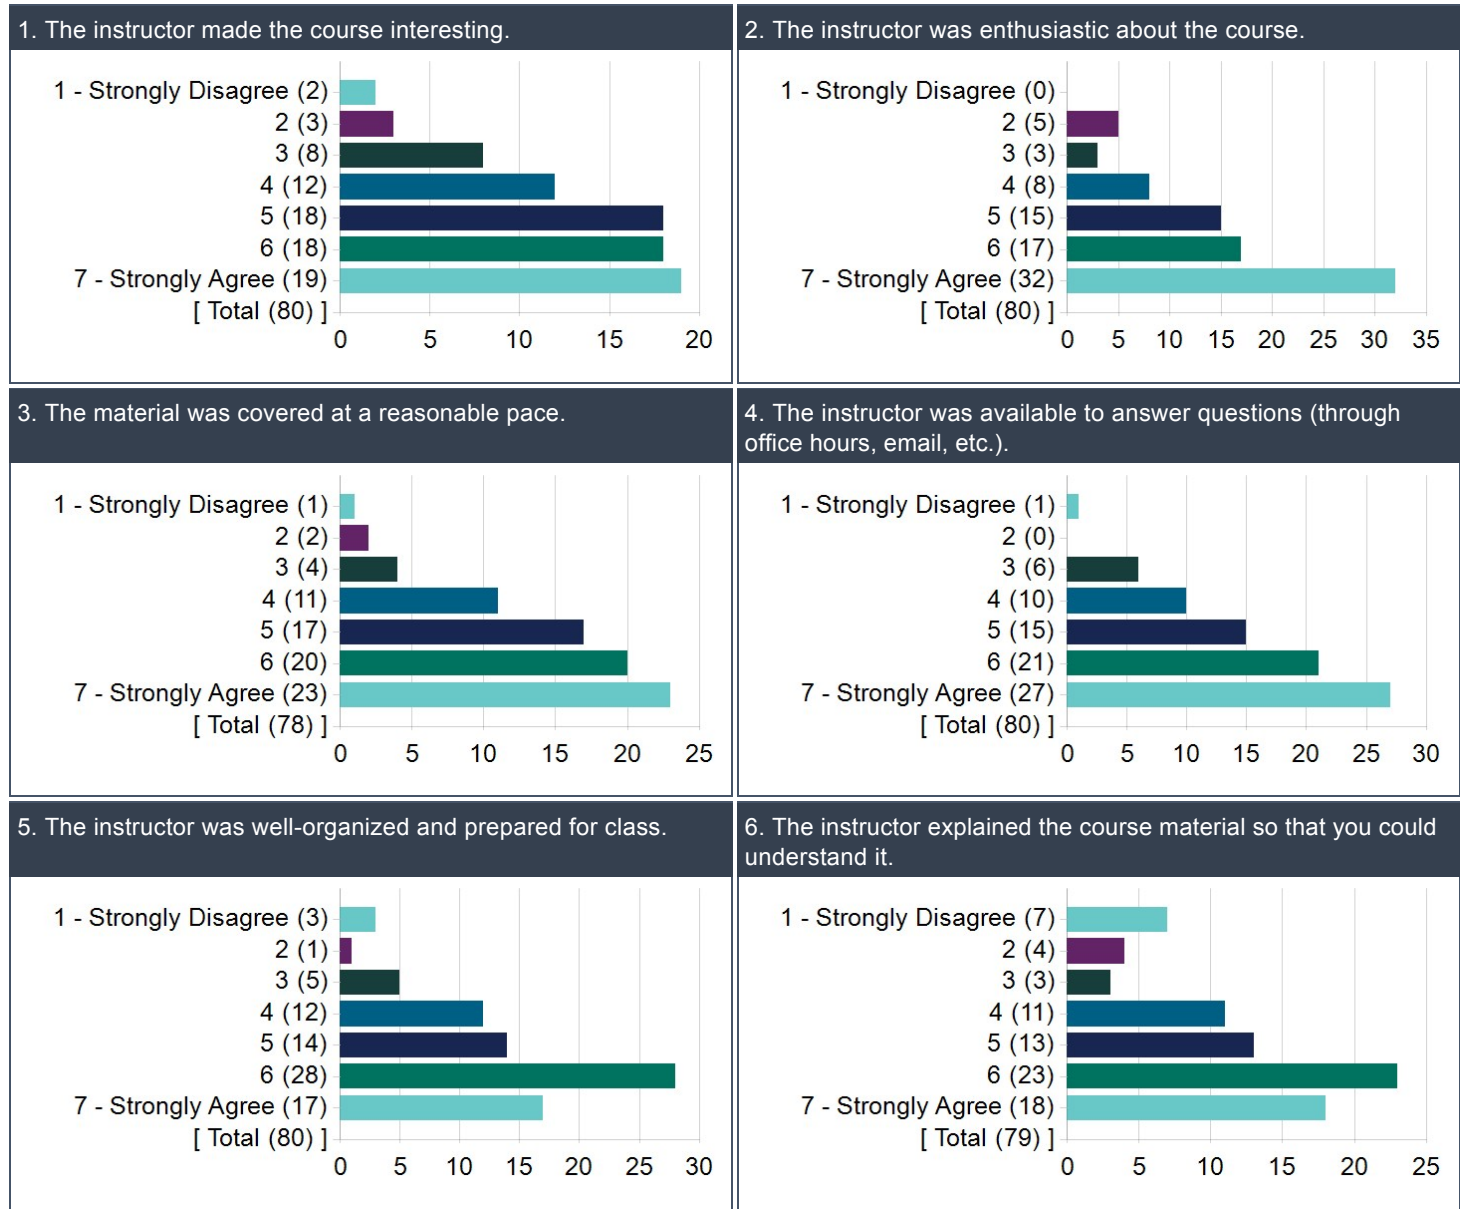 1. The instructor made the course interesting.
1 - Strongly Disagree (2)
2 (3)
3 (8)
4 (12)
5 (18)
6 (18)
7 - Strongly Agree (19)
[ Total (80) ]
0 5 10 15 20
2. The instructor was enthusiastic about the course.
1 - Strongly Disagree (0)
2 (5)
3 (3)
4 (8)
5 (15)
6 (17)
7 - Strongly Agree (32)
[ Total (80) ]
0 5 10 15 20 25 30 35
3. The material was covered at a reasonable pace.
1 - Strongly Disagree (1)
2 (2)
3 (4)
4 (11)
5 (17)
6 (20)
7 - Strongly Agree (23)
[ Total (78) ]
0 5 10 15 20 25
4. The instructor was available to answer questions (through
office hours, email, etc.).
1 - Strongly Disagree (1)
2 (0)
3 (6)
4 (10)
5 (15)
6 (21)
7 - Strongly Agree (27)
[ Total (80) ]
0 5 10 15 20 25 30
5. The instructor was well-organized and prepared for class.
1 - Strongly Disagree (3)
2 (1)
3 (5)
4 (12)
5 (14)
6 (28)
7 - Strongly Agree (17)
[ Total (80) ]
0 5 10 15 20 25 30
6. The instructor explained the course material so that you could
understand it.
1 - Strongly Disagree (7)
2 (4)
3 (3)
4 (11)
5 (13)
6 (23)
7 - Strongly Agree (18)
[ Total (79) ]
0 5 10 15 20 25